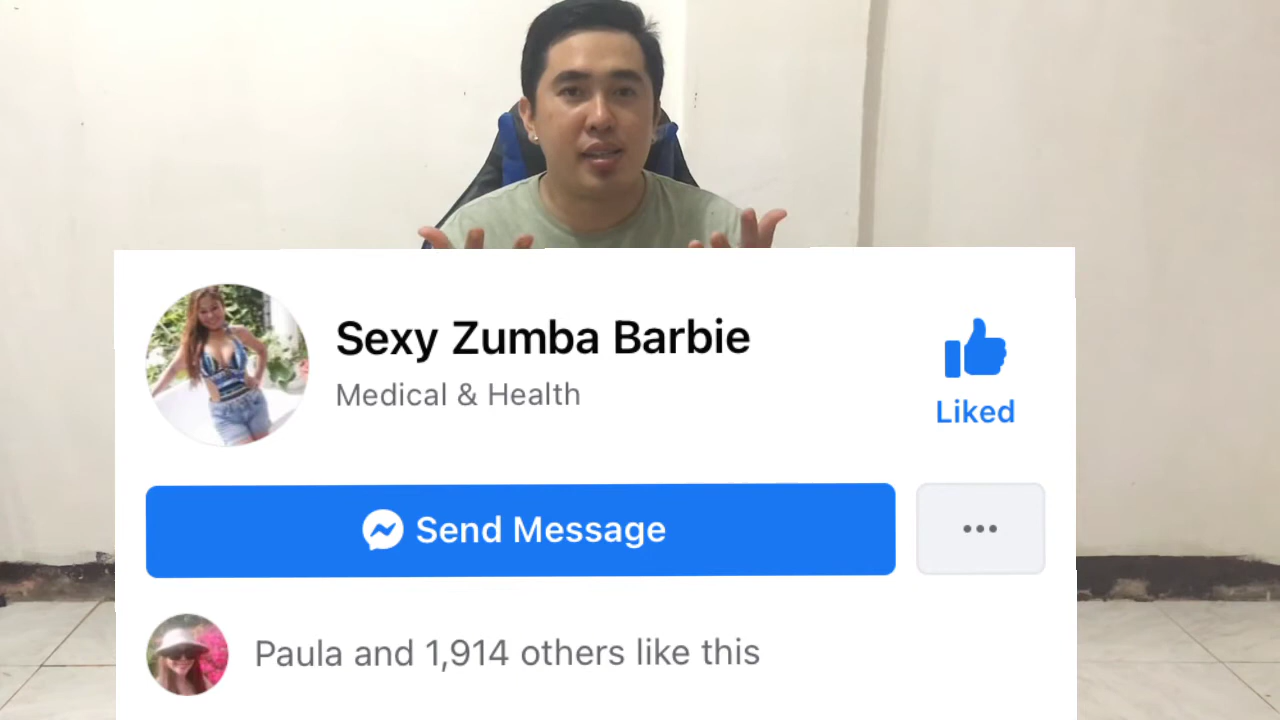 Sexy Zumba Barbie
Medical & Health
Liked
Send Message
Paula and 1,914 others like this